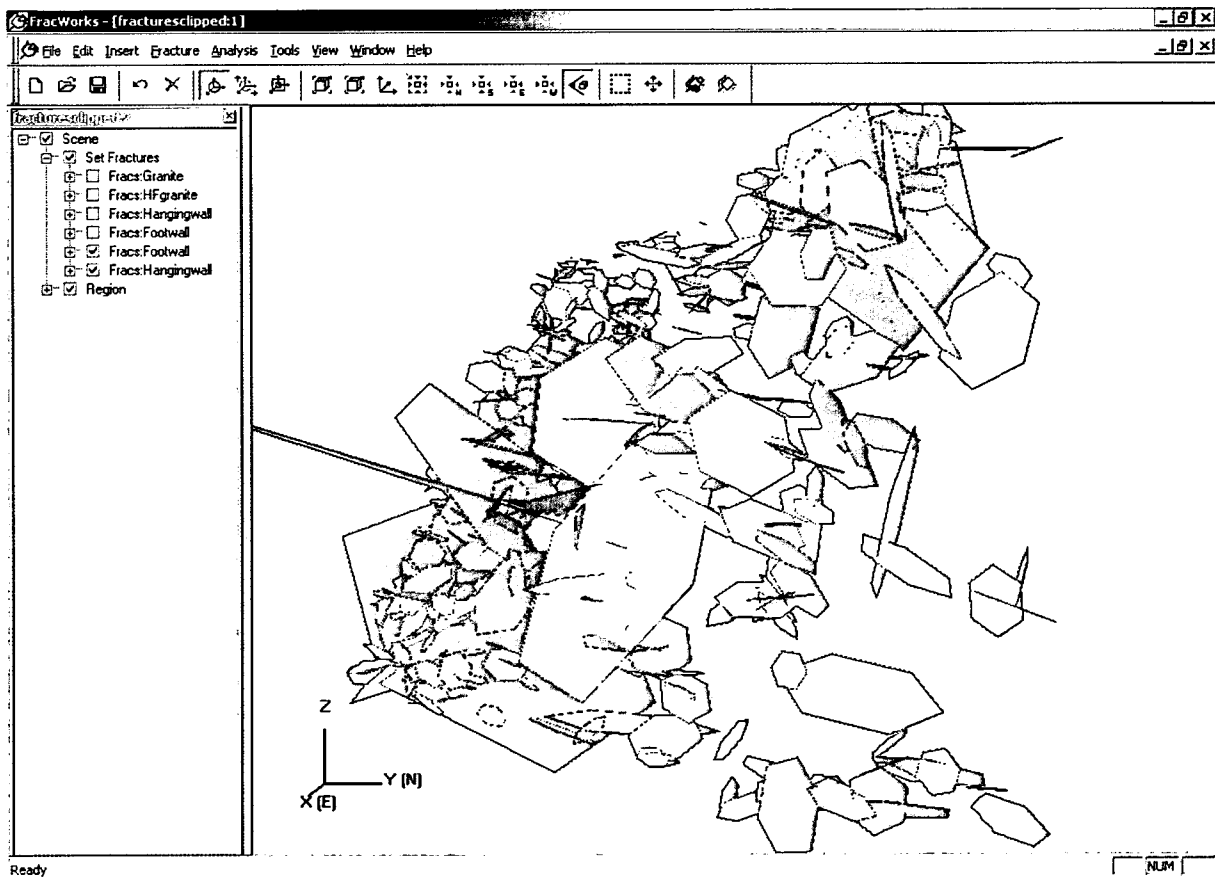 FracWorks - [fracturesclipped:1]
File Edit Insert Fracture Analysis Tools View Window Help
Scene
Set Fractures
Fracs:Granite
Fracs:HFgranite
Fracs:Hangingwall
Fracs:Footwall
Fracs:Footwall
Fracs:Hangingwall
Region
Z
Y (N)
X (E)
Ready
NUM